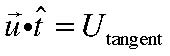 u⃗•t̂ = U_tangent